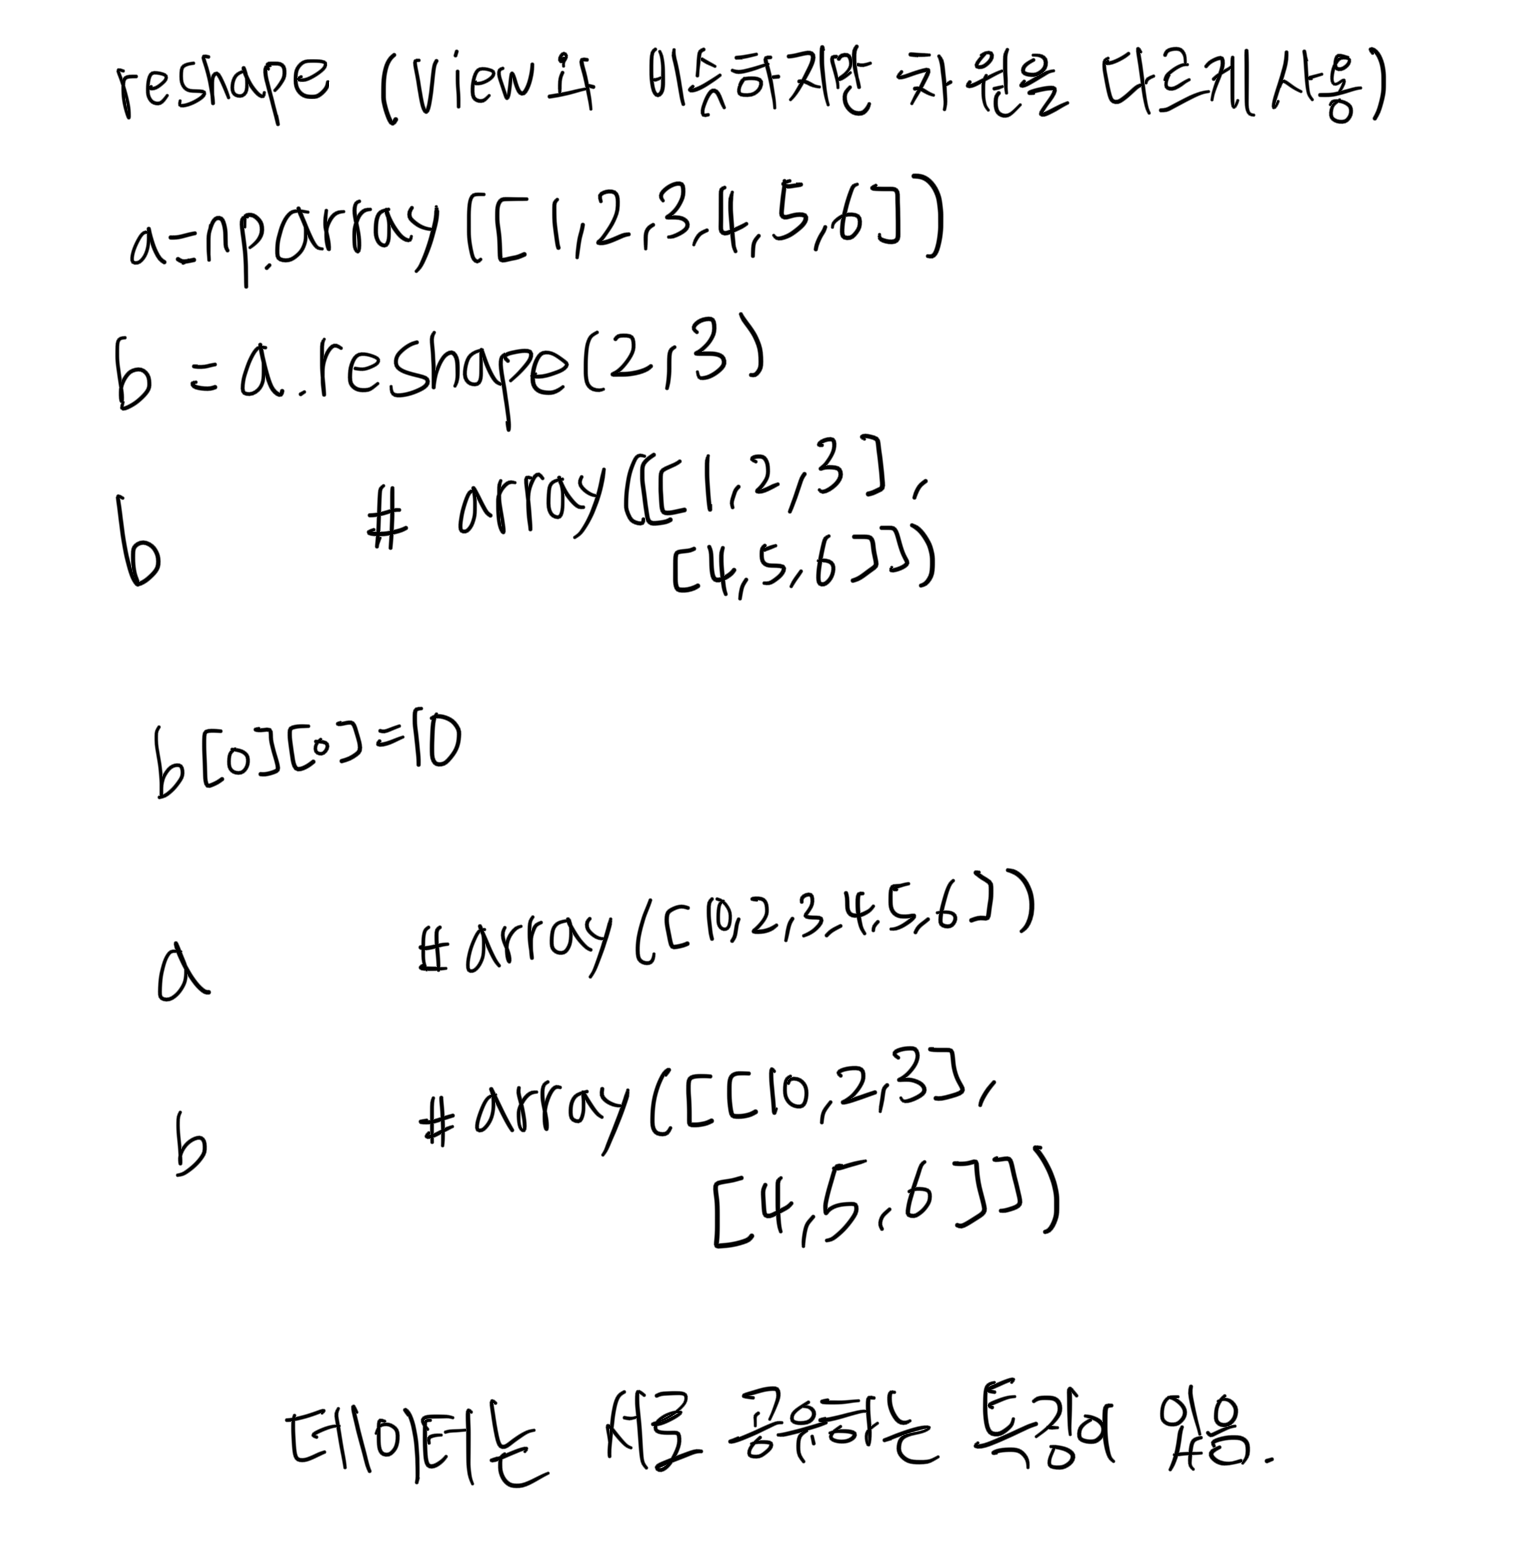 reshape (view와 비슷하지만 차원을 다르게 사용)
a=np.array([1,2,3,4,5,6])
b = a.reshape(2,3)
b # array([[1,2,3],
[4,5,6]])
b[0][0]=10
a #array([10,2,3,4,5,6])
b #array([[10,2,3],
[4,5,6]])
데이터는 서로 공유하는 특징이 있음.